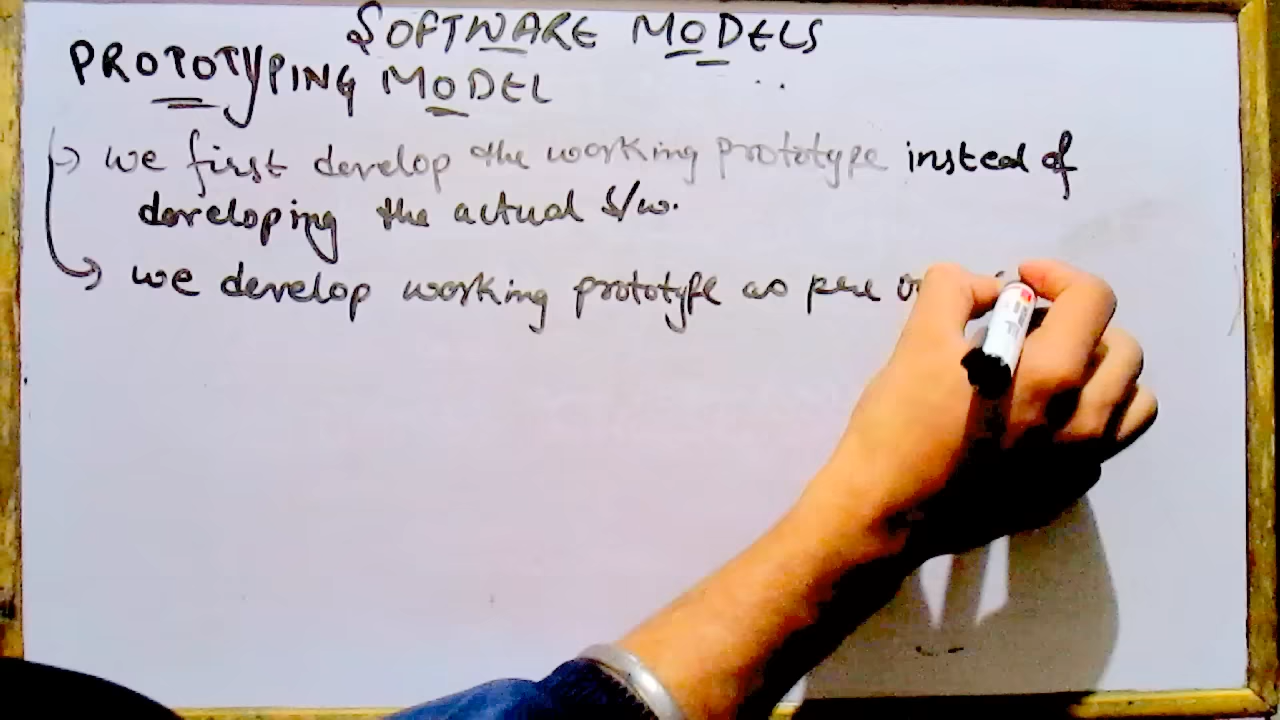 SOFTWARE MODELS
PROTOTYPING MODEL
→ we first develop the working prototype instead of
developing the actual S/w.
→ we develop working prototype as per